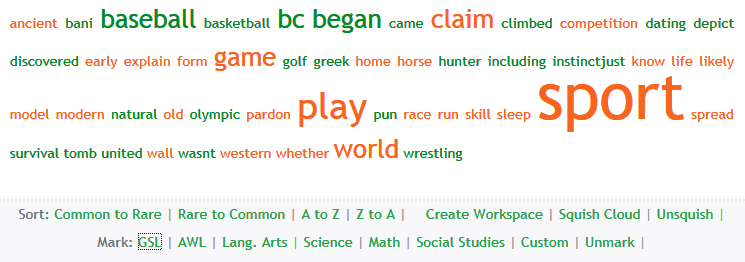 ancient bani baseball basketball bc began came claim climbed competition dating depict
discovered early explain form game golf greek home horse hunter including instinctjust know life likely
model modern natural old olympic pardon play pun race run skill sleep sport spread
survival tomb united wall wasnt western whether world wrestling
Sort: Common to Rare | Rare to Common | A to Z | Z to A | Create Workspace | Squish Cloud | Unsquish |
Mark: GSL | AWL | Lang. Arts | Science | Math | Social Studies | Custom | Unmark |